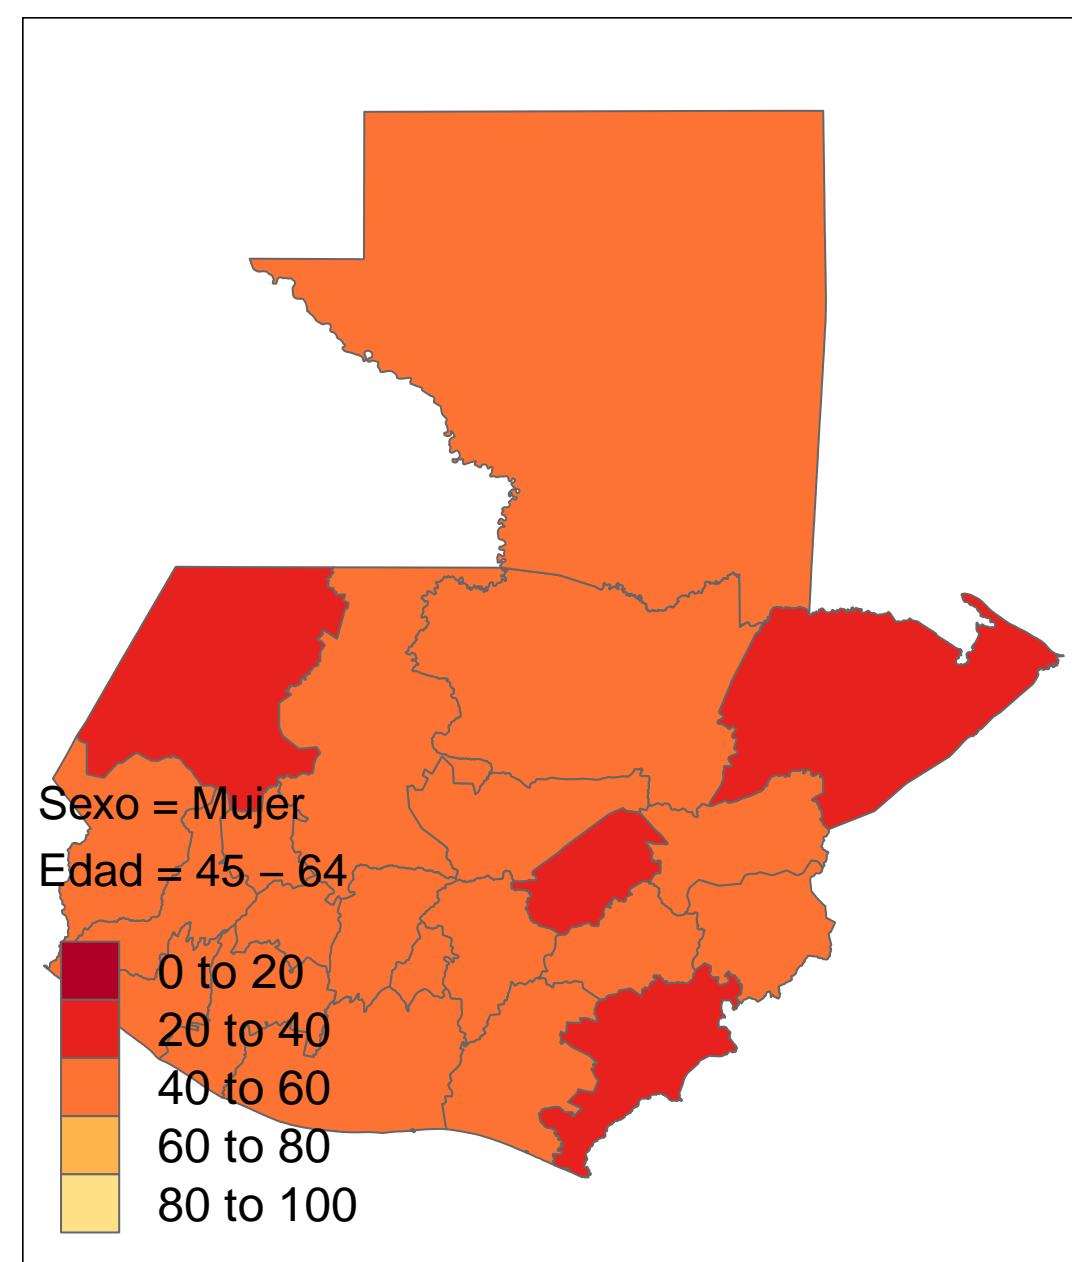 Sexo = Mujer
Edad = 45 – 64
0 to 20
20 to 40
40 to 60
60 to 80
80 to 100